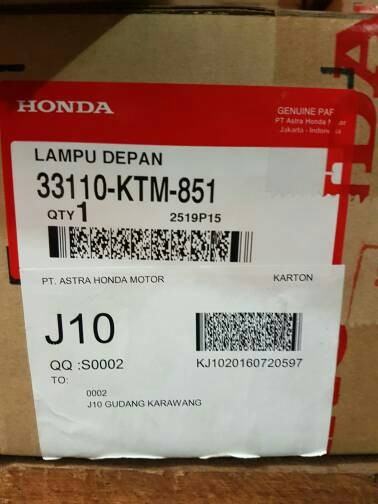 HONDA
GENUINE PAR
PT Astra Honda
Jakarta - Indonesia
LAMPU DEPAN
33110-KTM-851
QTY 1
2519P15
PT. ASTRA HONDA MOTOR
KARTON
J10
QQ :S0002
KJ1020160720597
TO:
0002
J10 GUDANG KARAWANG